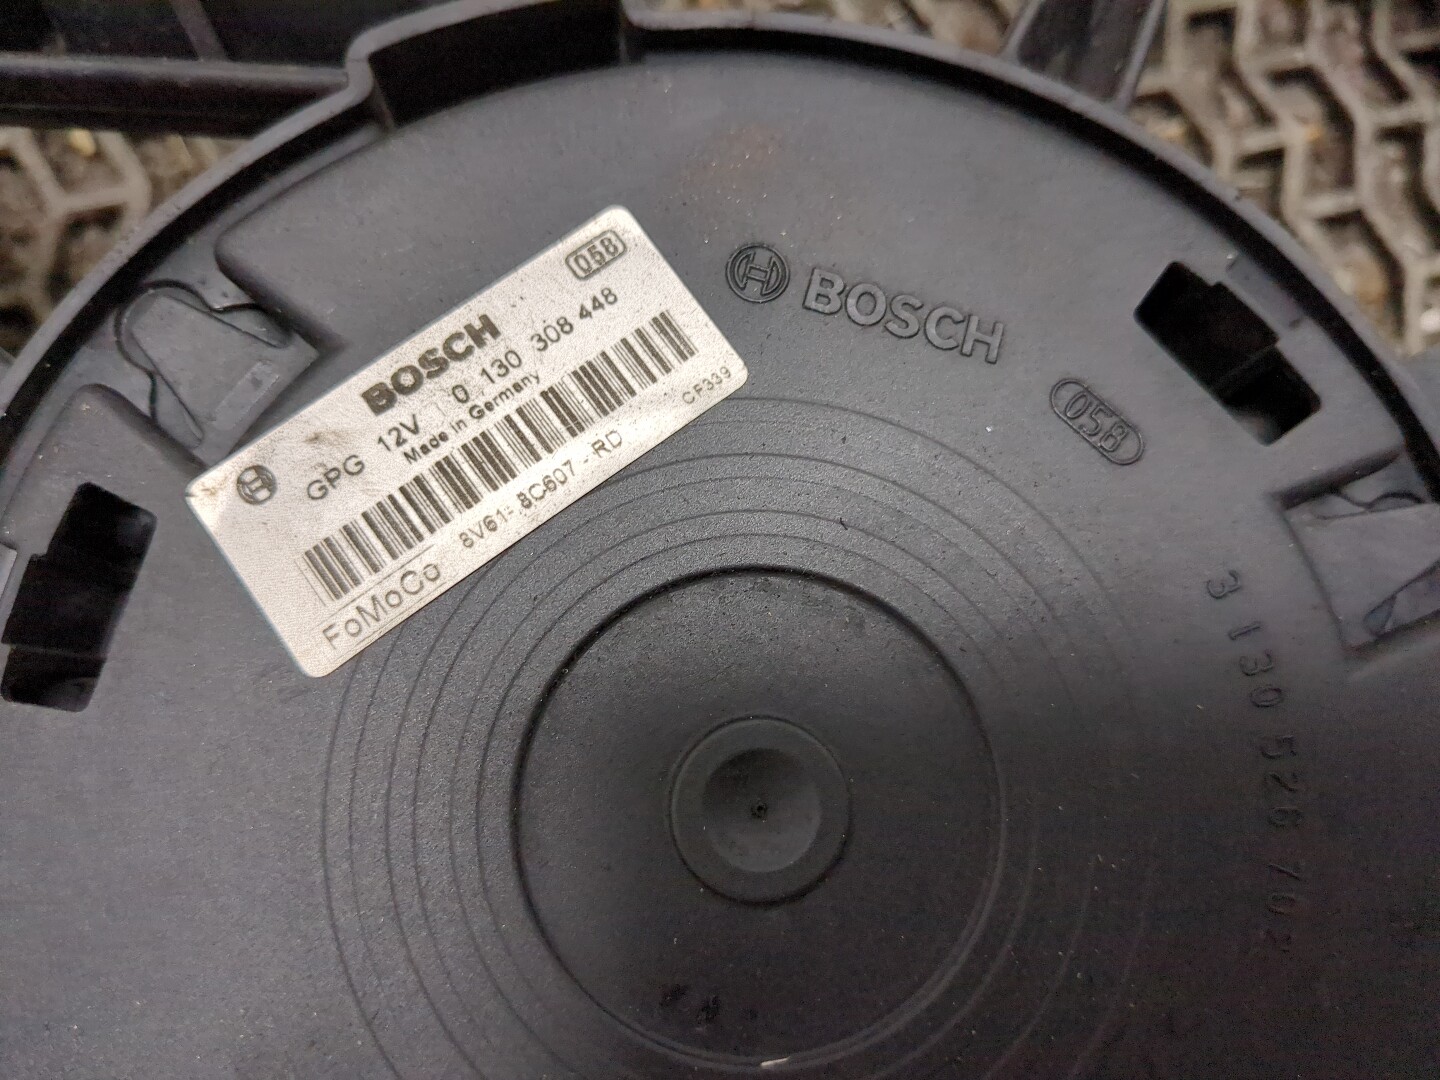 058
BOSCH
GPG 12V 0 130 308 448
Made in Germany
CF339
8V61-8C607-RD
FoMoCo
BOSCH
058
3 130 526 702